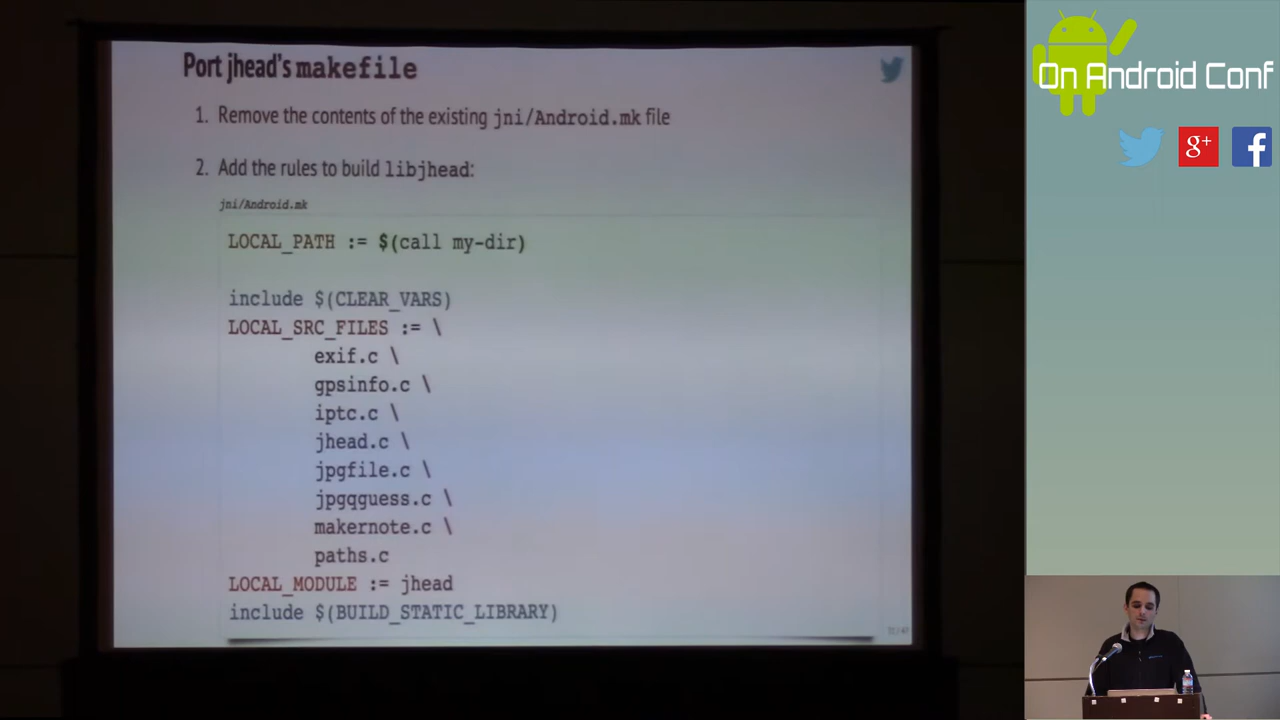 Port jhead's makefile
1. Remove the contents of the existing jni/Android.mk file
2. Add the rules to build libjhead:
jni/Android.mk
LOCAL_PATH := $(call my-dir)
include $(CLEAR_VARS)
LOCAL_SRC_FILES := \
exif.c \
gpsinfo.c \
iptc.c \
jhead.c \
jpgfile.c \
jpgqguess.c \
makernote.c \
paths.c
LOCAL_MODULE := jhead
include $(BUILD_STATIC_LIBRARY)
On Android Conf
g+
f